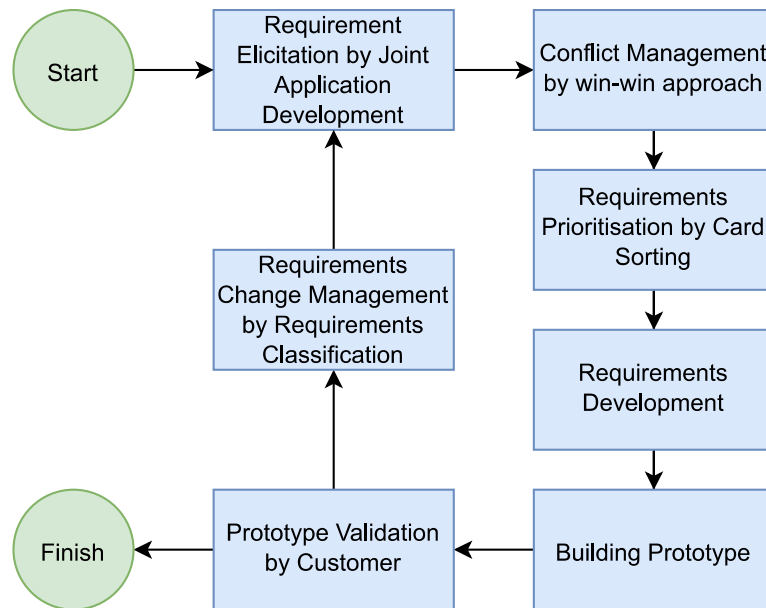 Start
Requirement
Elicitation by Joint
Application
Development
Conflict Management
by win-win approach
Requirements
Prioritisation by Card
Sorting
Requirements
Change Management
by Requirements
Classification
Requirements
Development
Finish
Prototype Validation
by Customer
Building Prototype